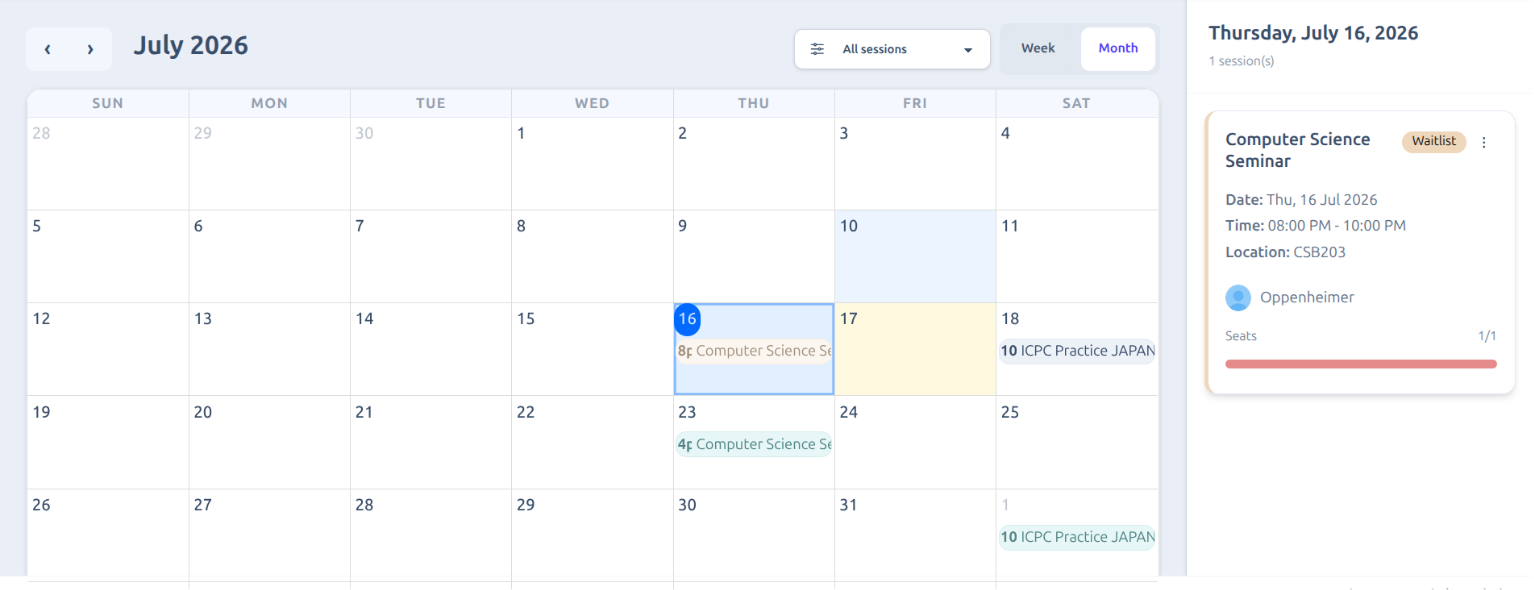 ‹ › July 2026 All sessions Week Month
SUN MON TUE WED THU FRI SAT
28 29 30 1 2 3 4
5 6 7 8 9 10 11
12 13 14 15 16 17 18
8p Computer Science Se 10 ICPC Practice JAPAN
19 20 21 22 23 24 25
4p Computer Science Se
26 27 28 29 30 31 1
10 ICPC Practice JAPAN
Thursday, July 16, 2026
1 session(s)
Computer Science
Seminar
Waitlist
Date: Thu, 16 Jul 2026
Time: 08:00 PM - 10:00 PM
Location: CSB203
Oppenheimer
Seats 1/1